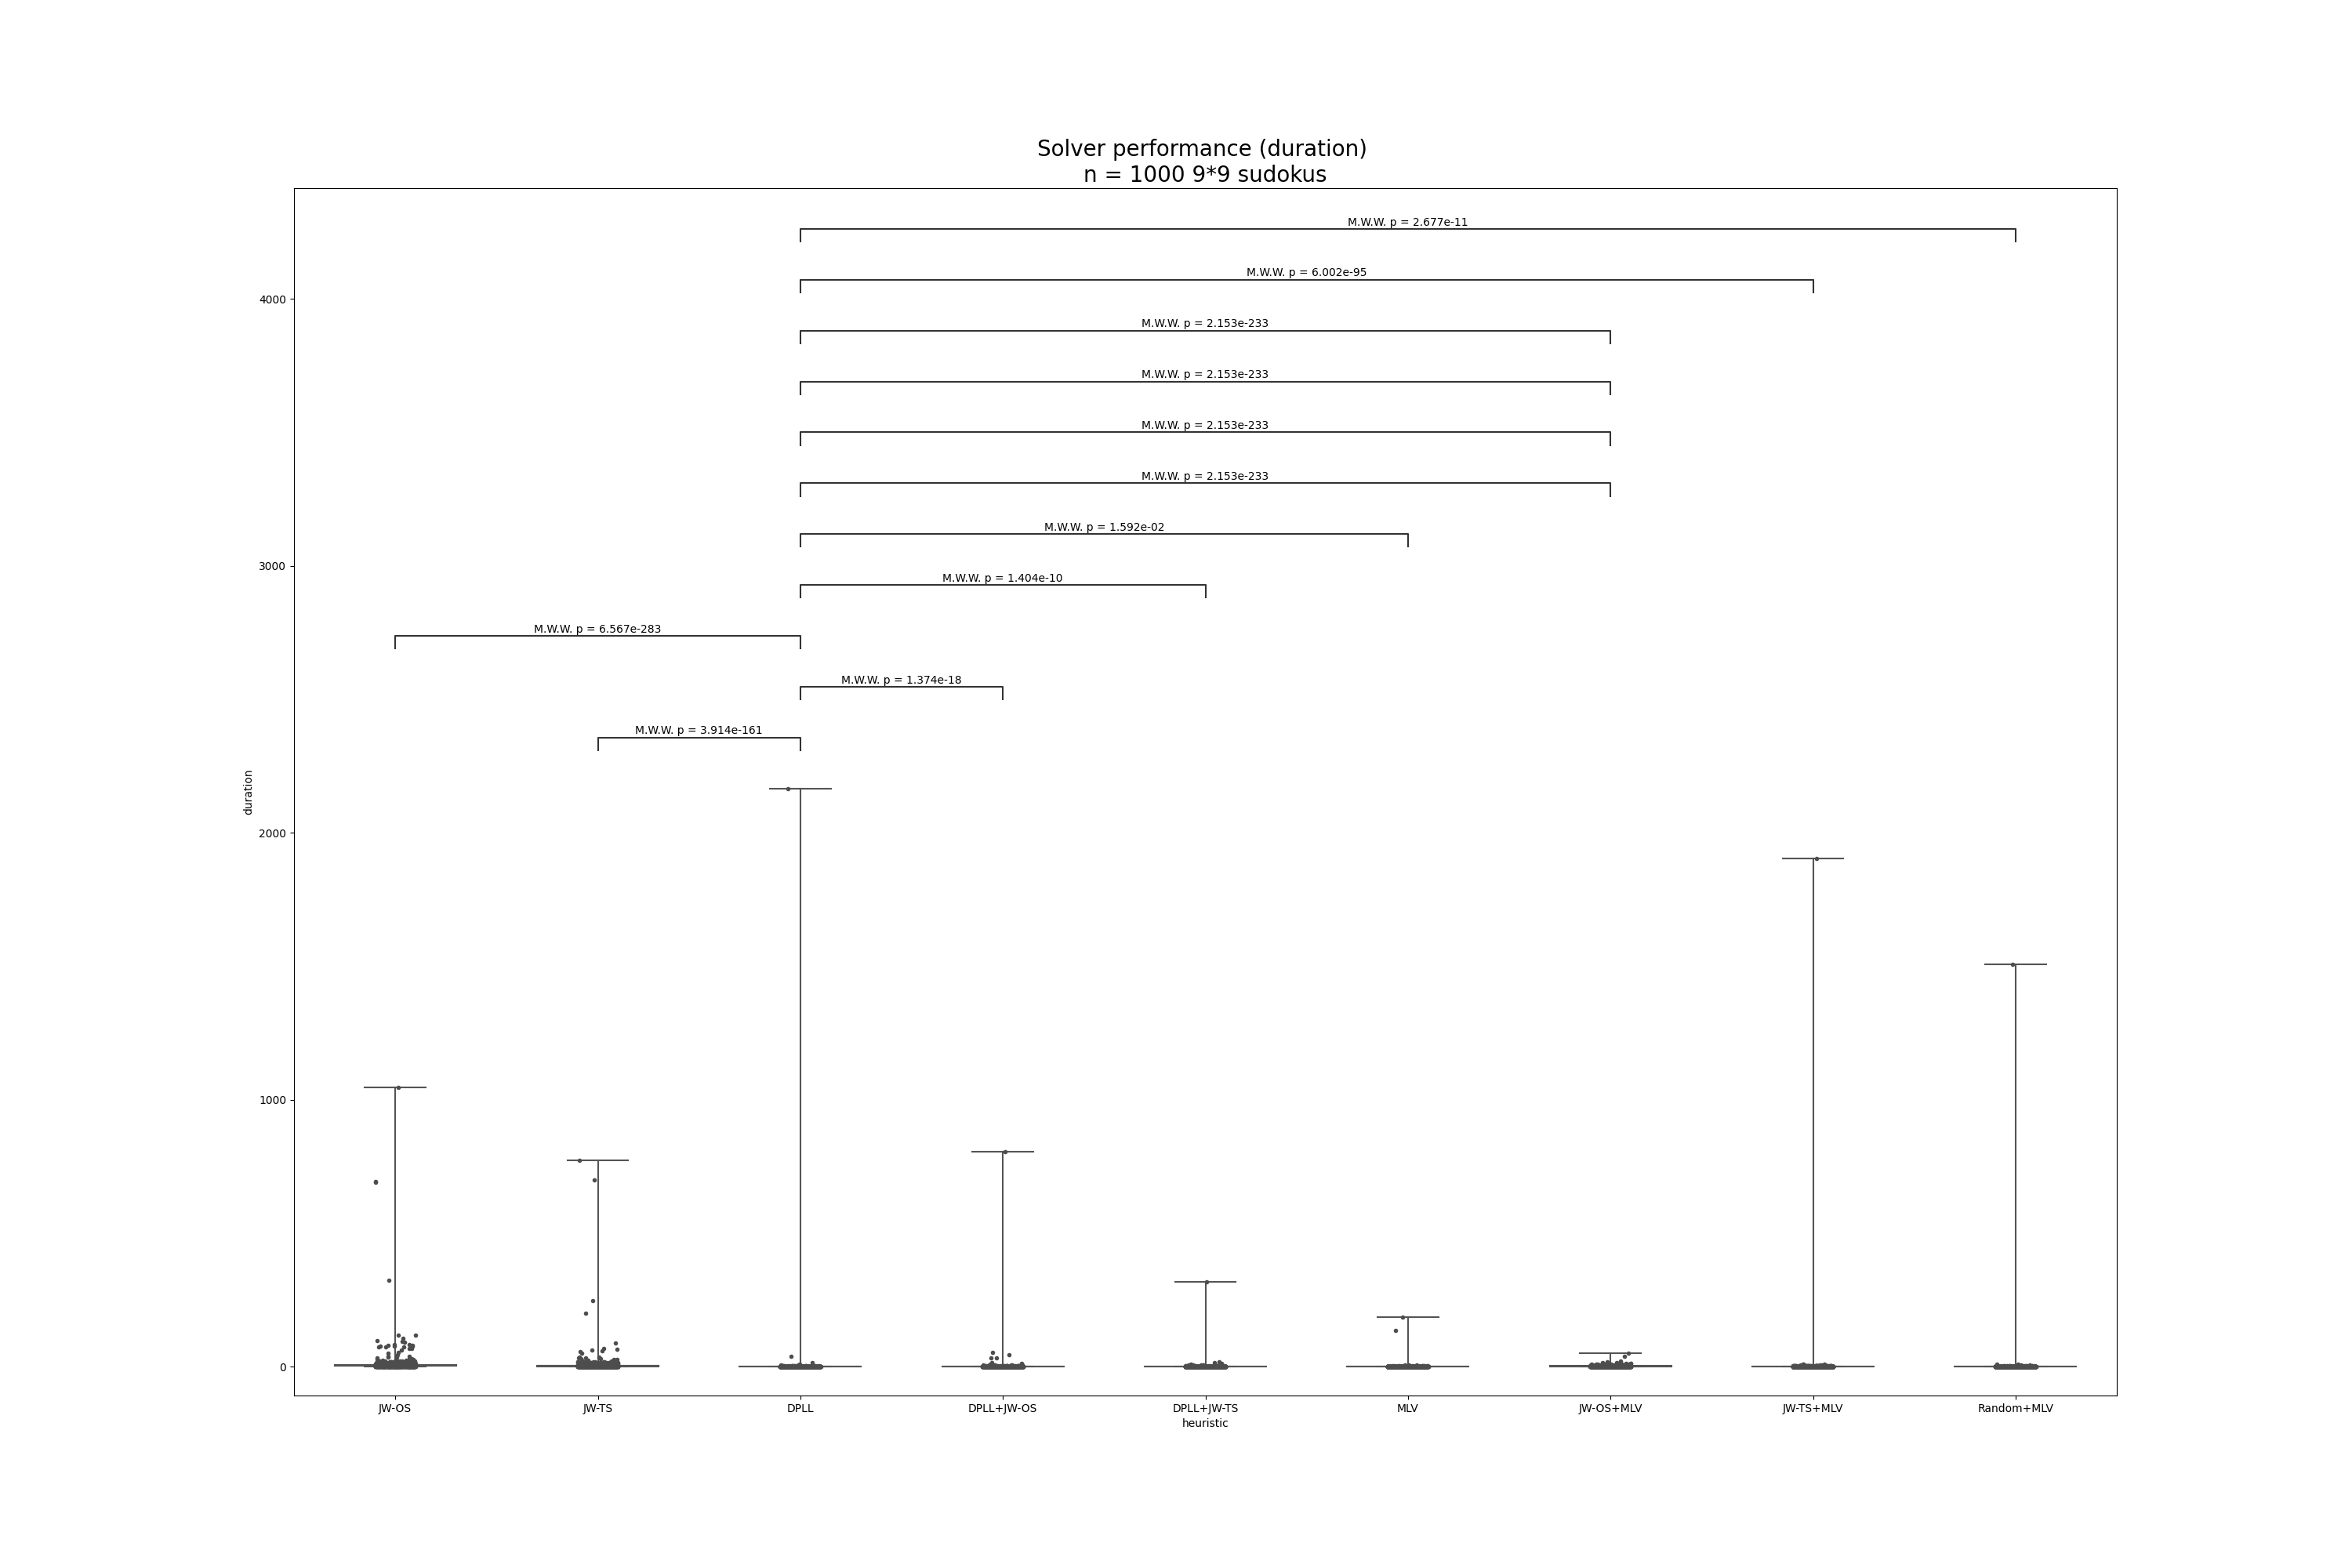 Solver performance (duration)
n = 1000 9*9 sudokus
M.W.W. p = 2.677e-11
M.W.W. p = 6.002e-95
4000
M.W.W. p = 2.153e-233
M.W.W. p = 2.153e-233
M.W.W. p = 2.153e-233
M.W.W. p = 2.153e-233
M.W.W. p = 1.592e-02
3000
M.W.W. p = 1.404e-10
M.W.W. p = 6.567e-283
M.W.W. p = 1.374e-18
M.W.W. p = 3.914e-161
duration
2000
1000
0
JW-OS JW-TS DPLL DPLL+JW-OS DPLL+JW-TS MLV JW-OS+MLV JW-TS+MLV Random+MLV
heuristic